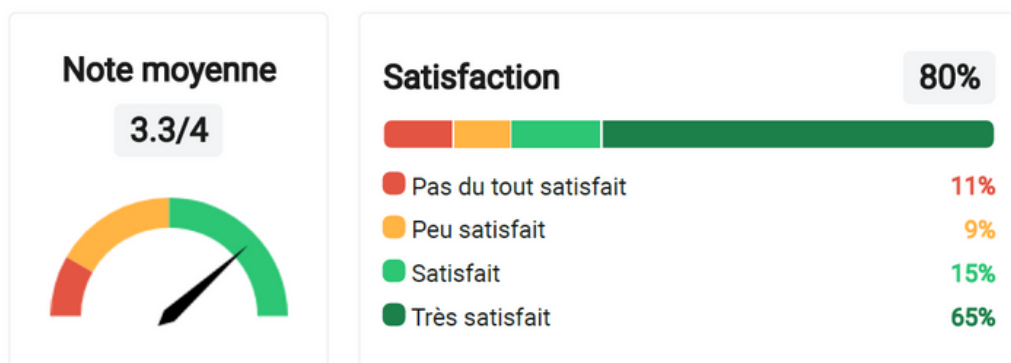 Note moyenne
3.3/4
Satisfaction 80%
Pas du tout satisfait 11%
Peu satisfait 9%
Satisfait 15%
Très satisfait 65%